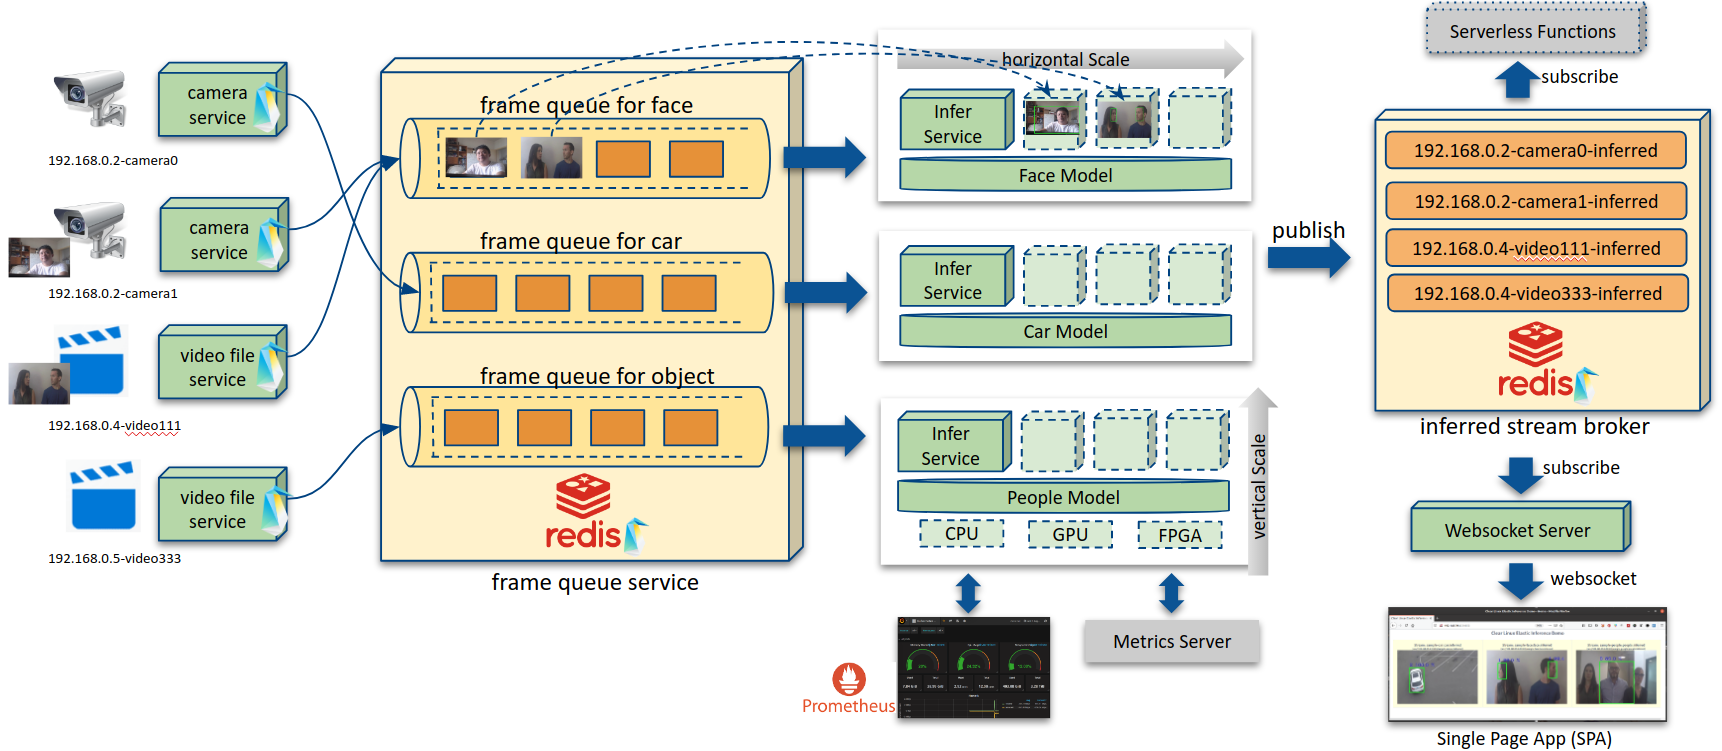 camera
service
192.168.0.2-camera0
camera
service
192.168.0.2-camera1
video file
service
192.168.0.4-video111
video file
service
192.168.0.5-video333
frame queue for face
frame queue for car
frame queue for object
redis
frame queue service
horizontal Scale
Infer
Service
Face Model
Infer
Service
Car Model
Infer
Service
People Model
CPU
GPU
FPGA
vertical Scale
Prometheus
Metrics Server
publish
Serverless Functions
subscribe
192.168.0.2-camera0-inferred
192.168.0.2-camera1-inferred
192.168.0.4-video111-inferred
192.168.0.4-video333-inferred
redis
inferred stream broker
subscribe
Websocket Server
websocket
Clear Linux Elastic Inference Demo
Single Page App (SPA)